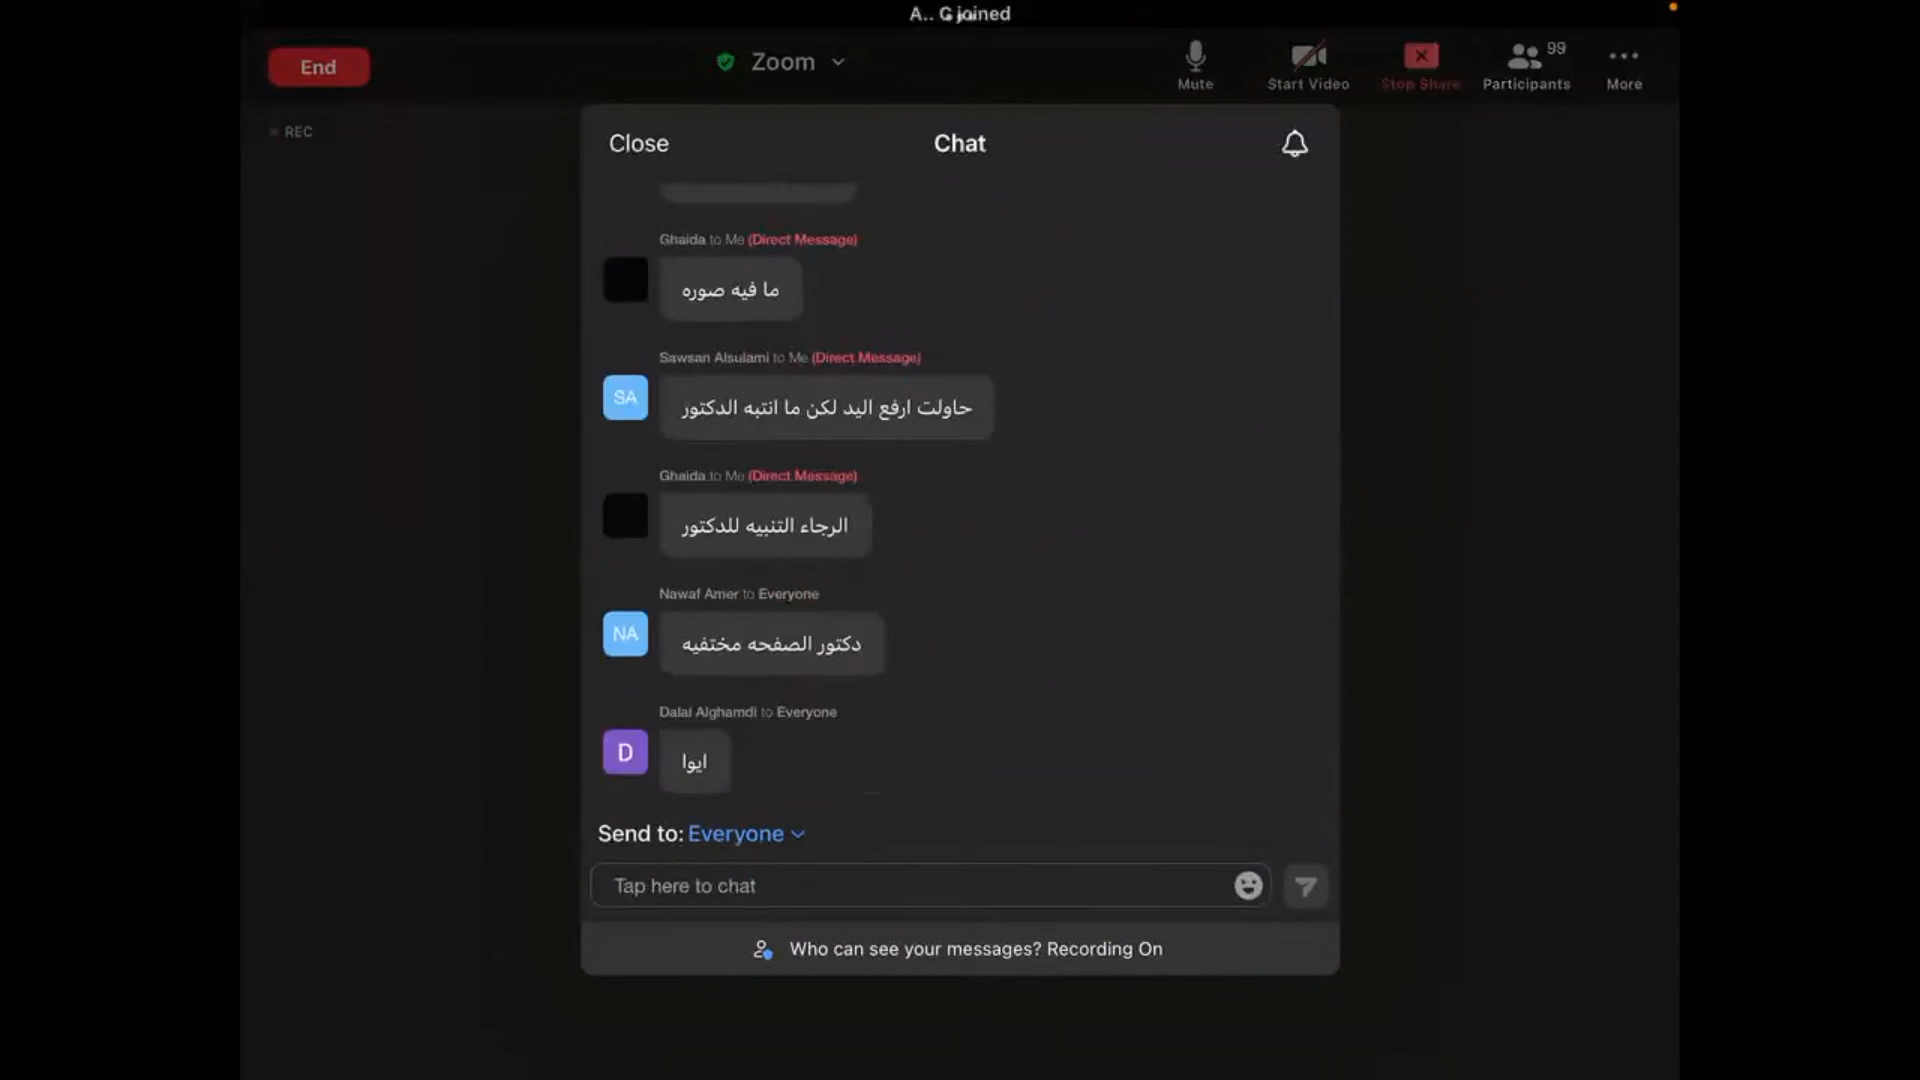 A.. G joined
End
Zoom
Mute
Start Video
Stop Share
99
Participants
More
REC
Close
Chat
Ghaida to Me (Direct Message)
ما فيه صوره
Sawsan Alsulami to Me (Direct Message)
SA
حاولت ارفع اليد لكن ما انتبه الدكتور
Ghaida to Me (Direct Message)
الرجاء التنبيه للدكتور
Nawaf Amer to Everyone
NA
دكتور الصفحه مختفيه
Dalal Alghamdi to Everyone
D
ايوا
Send to: Everyone
Tap here to chat
Who can see your messages? Recording On